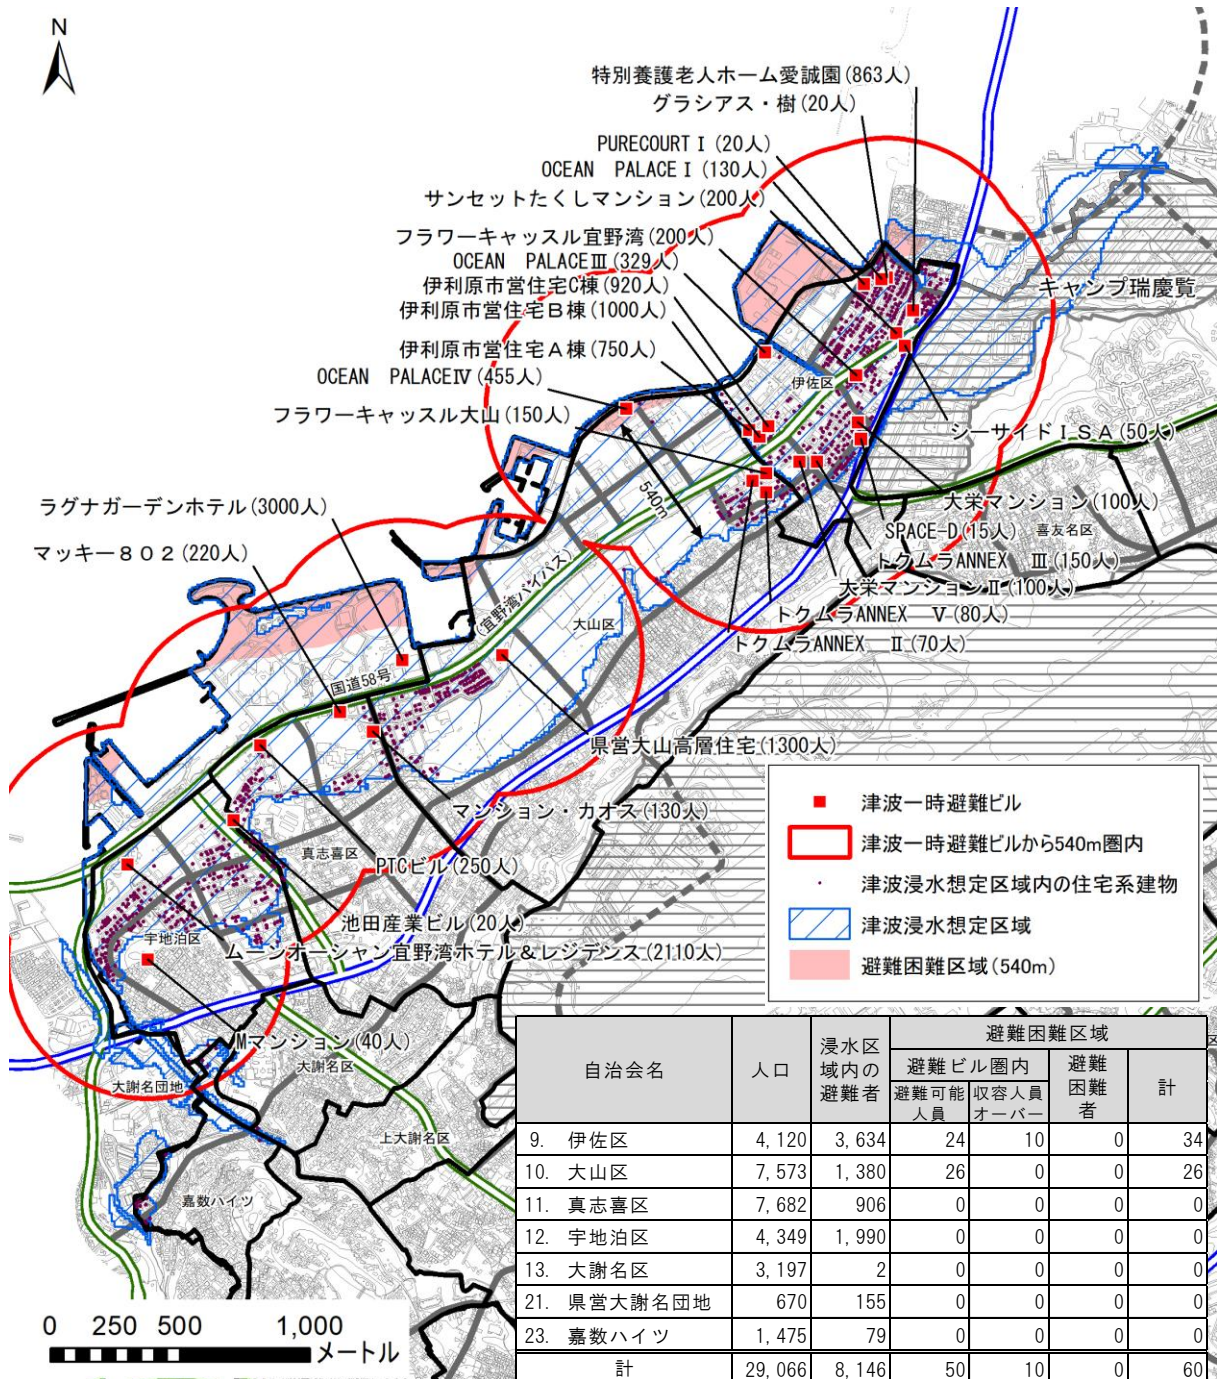 N
特別養護老人ホーム愛誠園(863人)
グラシアス・樹(20人)
PURECOURT I (20人)
OCEAN PALACE I (130人)
サンセットたくしマンション(200人)
フラワーキャッスル宜野湾(200人)
OCEAN PALACEⅢ(329人)
伊利原市営住宅C棟(920人)
伊利原市営住宅B棟(1000人)
伊利原市営住宅A棟(750人)
OCEAN PALACEⅣ(455人)
フラワーキャッスル大山(150人)
キャンプ瑞慶覧
伊佐区
シーサイドISA(50人)
540m
ラグナガーデンホテル(3000人)
マッキー802(220人)
大栄マンション(100人)
SPACE-D(15人)
喜友名区
トクムラANNEX Ⅲ(150人)
大栄マンションⅡ(100人)
トクムラANNEX Ⅴ(80人)
トクムラANNEX Ⅱ(70人)
(宜野湾バイパス)
大山区
国道58号
県営大山高層住宅(1300人)
マンション・カオス(130人)
真志喜区
PTCビル(250人)
池田産業ビル(20人)
宇地泊区
ムーンオーシャン宜野湾ホテル&レジデンス(2110人)
Mマンション(40人)
大謝名区
大謝名団地
上大謝名区
嘉数ハイツ
津波一時避難ビル
津波一時避難ビルから540m圏内
津波浸水想定区域内の住宅系建物
津波浸水想定区域
避難困難区域(540m)
自治会名 人口 浸水区域内の避難者 避難困難区域
避難ビル圏内 避難困難者 計
避難可能人員 収容人員オーバー
9. 伊佐区 4,120 3,634 24 10 0 34
10. 大山区 7,573 1,380 26 0 0 26
11. 真志喜区 7,682 906 0 0 0 0
12. 宇地泊区 4,349 1,990 0 0 0 0
13. 大謝名区 3,197 2 0 0 0 0
21. 県営大謝名団地 670 155 0 0 0 0
23. 嘉数ハイツ 1,475 79 0 0 0 0
計 29,066 8,146 50 10 0 60
0 250 500 1,000
メートル